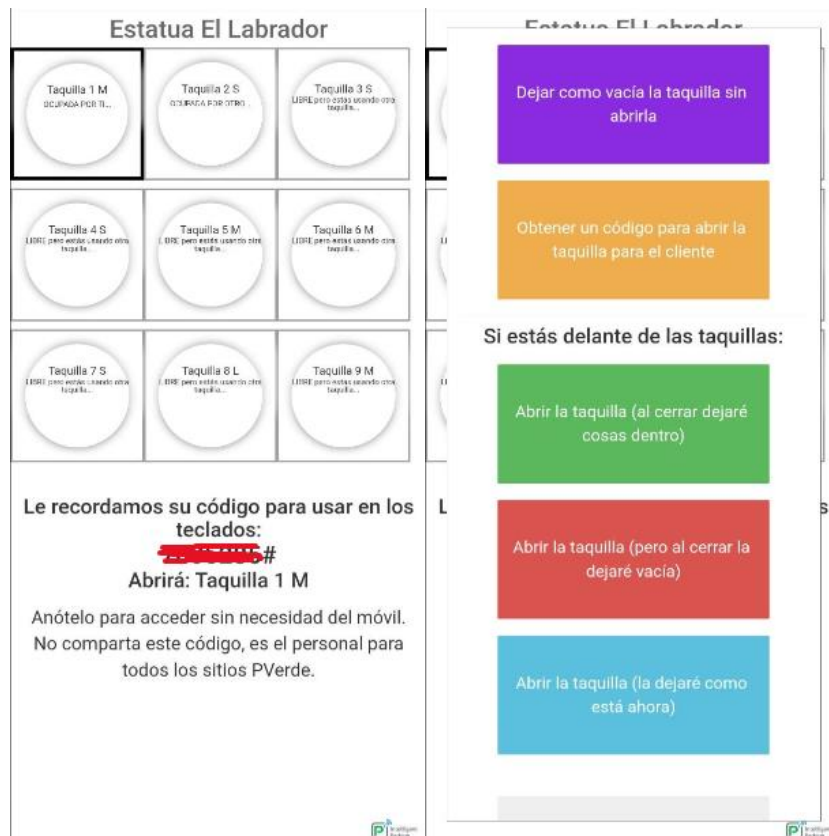 Estatua El Labrador
Taquilla 1 M
OCUPADA POR TI...
Taquilla 2 S
OCUPADA POR OTRO...
Taquilla 3 S
LIBRE pero estás usando otra
taquilla...
Taquilla 4 S
LIBRE pero estás usando otra
taquilla...
Taquilla 5 M
LIBRE pero estás usando otra
taquilla...
Taquilla 6 M
LIBRE pero estás usando otra
taquilla...
Taquilla 7 S
LIBRE pero estás usando otra
taquilla...
Taquilla 8 L
LIBRE pero estás usando otra
taquilla...
Taquilla 9 M
LIBRE pero estás usando otra
taquilla...
Le recordamos su código para usar en los
teclados:
#
Abrirá: Taquilla 1 M
Anótelo para acceder sin necesidad del móvil.
No comparta este código, es el personal para
todos los sitios PVerde.
Estatua El Labrador
Dejar como vacía la taquilla sin
abrirla
Obtener un código para abrir la
taquilla para el cliente
Si estás delante de las taquillas:
Abrir la taquilla (al cerrar dejaré
cosas dentro)
Abrir la taquilla (pero al cerrar la
dejaré vacía)
Abrir la taquilla (la dejaré como
está ahora)